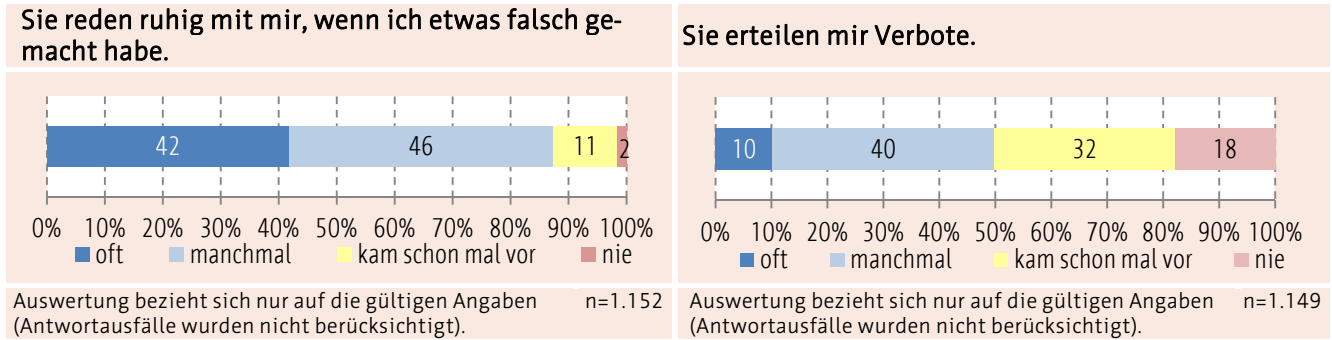 Sie reden ruhig mit mir, wenn ich etwas falsch ge-
macht habe.
42 46 11 2
0% 10% 20% 30% 40% 50% 60% 70% 80% 90% 100%
oft manchmal kam schon mal vor nie
Auswertung bezieht sich nur auf die gültigen Angaben n=1.152
(Antwortausfälle wurden nicht berücksichtigt).
Sie erteilen mir Verbote.
10 40 32 18
0% 10% 20% 30% 40% 50% 60% 70% 80% 90% 100%
oft manchmal kam schon mal vor nie
Auswertung bezieht sich nur auf die gültigen Angaben n=1.149
(Antwortausfälle wurden nicht berücksichtigt).